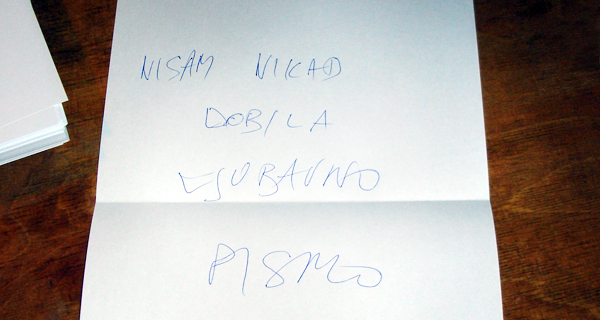 NISAM NIKAD
DOBILA
LJUBAVNO
PISMO